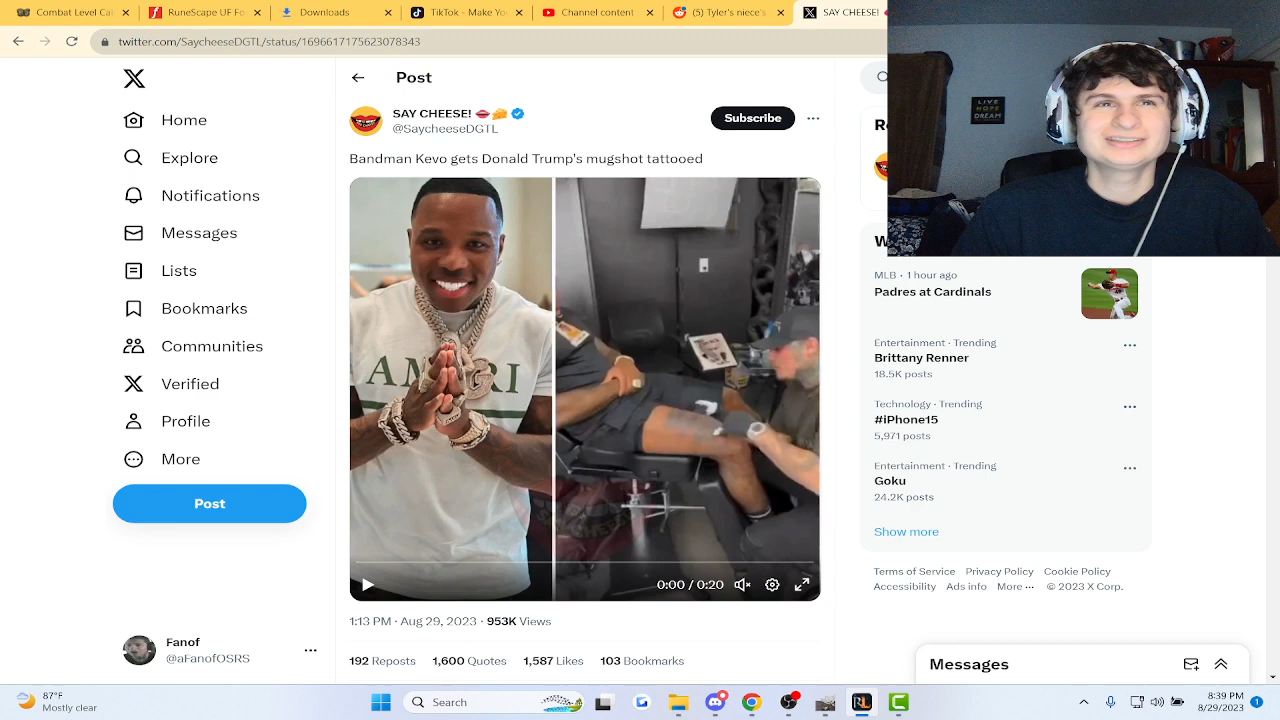 Combat Level Cal
RuneScape UF Fo
Downloads
TikTok - Make Yo
Channel content
Tyler's niece's
SAY CHEESE!
twitter.com/SaycheeseDGTL/status/1696617175623078343
Home
Explore
Notifications
Messages
Lists
Bookmarks
Communities
Verified
Profile
More
Post
Fanof
@aFanofOSRS
Post
SAY CHEESE!
@SaycheeseDGTL
Subscribe
Bandman Kevo gets Donald Trump's mugshot tattooed
AMIRI
0:00 / 0:20
1:13 PM · Aug 29, 2023 · 953K Views
192 Reposts 1,600 Quotes 1,587 Likes 103 Bookmarks
LIVE
HOPE
DREAM
MLB · 1 hour ago
Padres at Cardinals
Entertainment · Trending
Brittany Renner
18.5K posts
Technology · Trending
#iPhone15
5,971 posts
Entertainment · Trending
Goku
24.2K posts
Show more
Terms of Service Privacy Policy Cookie Policy
Accessibility Ads info More ··· © 2023 X Corp.
Messages
87°F
Mostly clear
Search
8:39 PM
8/29/2023
1